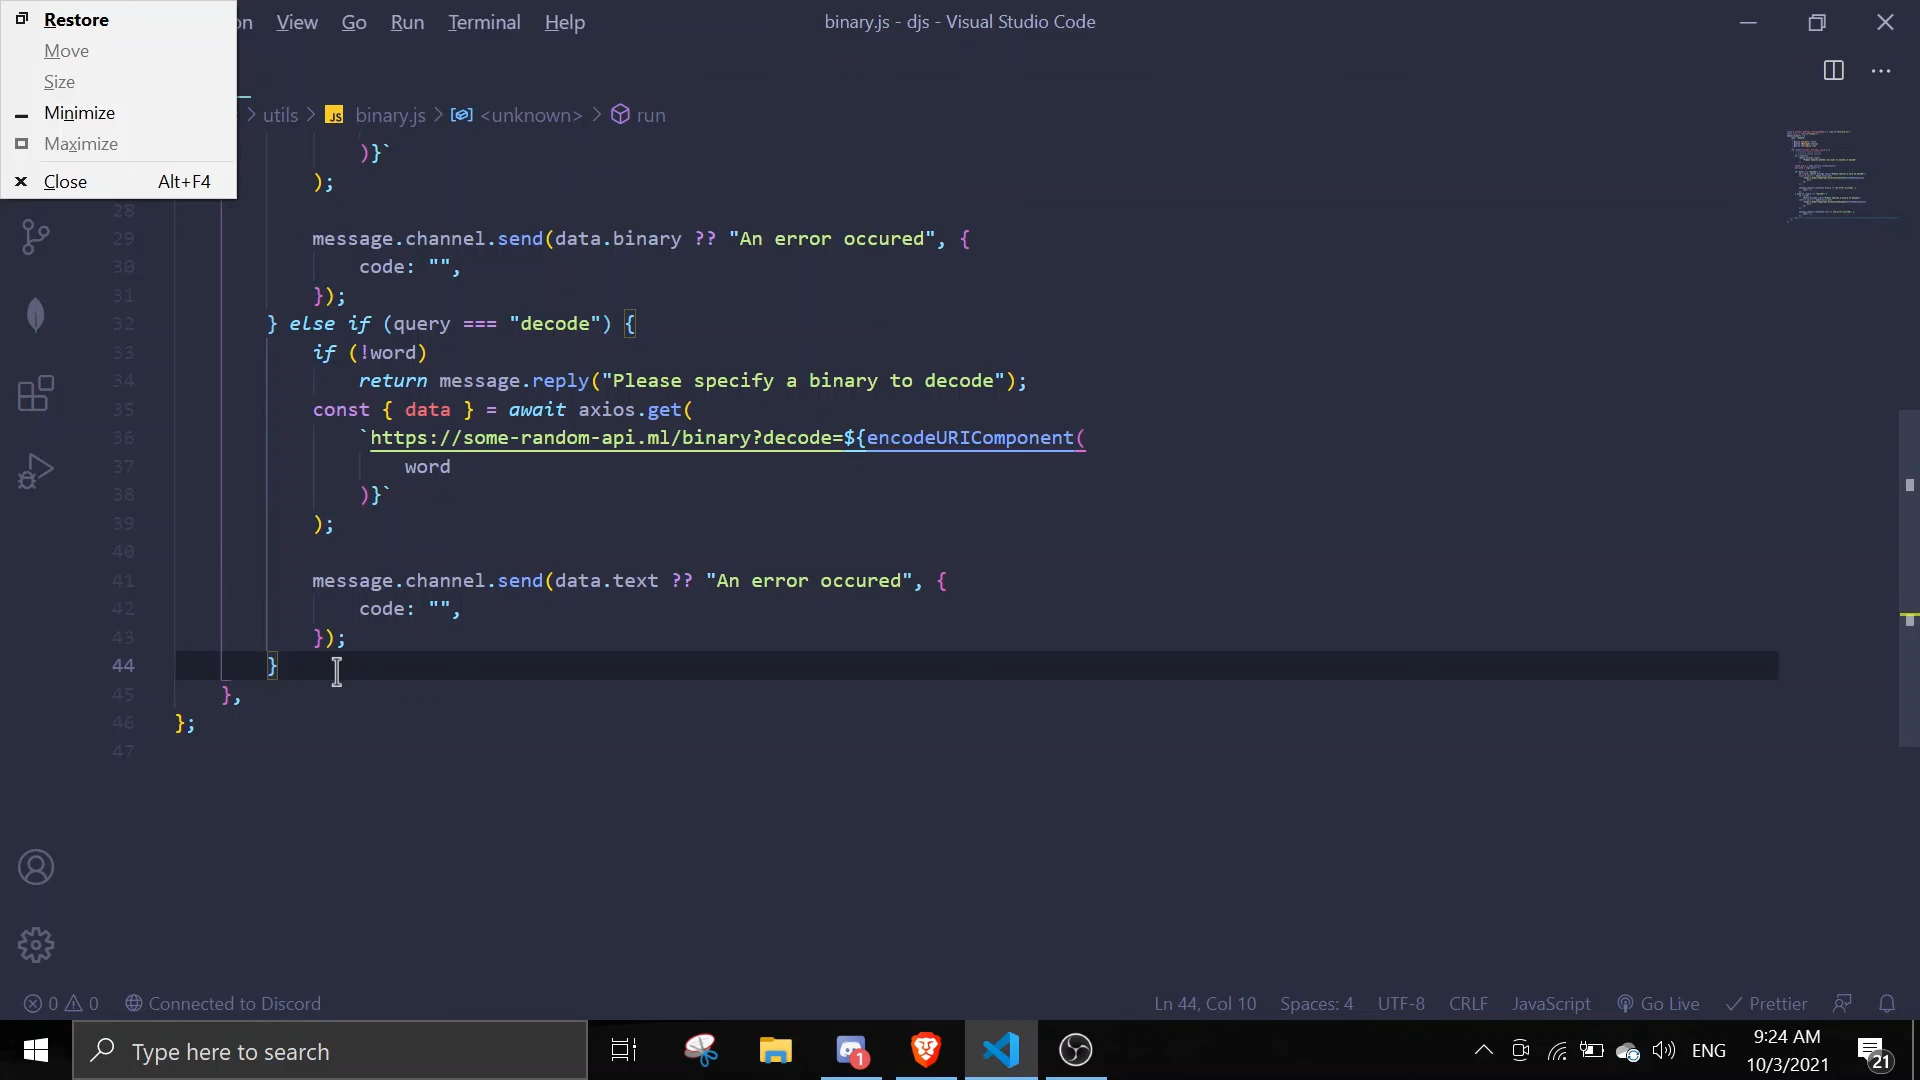 Restore
Move
Size
Minimize
Maximize
Close Alt+F4
on View Go Run Terminal Help
binary.js - djs - Visual Studio Code
utils > JS binary.js > <unknown> > run
)}`
);
28
29 message.channel.send(data.binary ?? "An error occured", {
30 code: "",
31 });
32 } else if (query === "decode") {
33 if (!word)
34 return message.reply("Please specify a binary to decode");
35 const { data } = await axios.get(
36 `https://some-random-api.ml/binary?decode=${encodeURIComponent(
37 word
38 )}`
39 );
40
41 message.channel.send(data.text ?? "An error occured", {
42 code: "",
43 });
44 }
45 },
46 };
47
0 0 Connected to Discord
Ln 44, Col 10 Spaces: 4 UTF-8 CRLF JavaScript Go Live Prettier
Type here to search
1
ENG
9:24 AM
10/3/2021
21